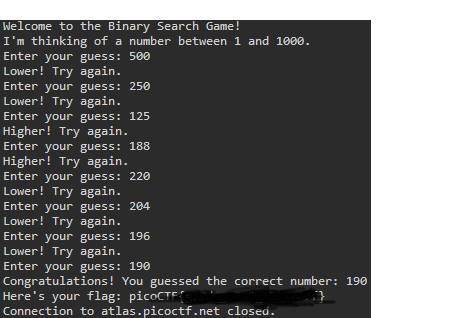 Welcome to the Binary Search Game!
I'm thinking of a number between 1 and 1000.
Enter your guess: 500
Lower! Try again.
Enter your guess: 250
Lower! Try again.
Enter your guess: 125
Higher! Try again.
Enter your guess: 188
Higher! Try again.
Enter your guess: 220
Lower! Try again.
Enter your guess: 204
Lower! Try again.
Enter your guess: 196
Lower! Try again.
Enter your guess: 190
Congratulations! You guessed the correct number: 190
Here's your flag: picoCTF{ }
Connection to atlas.picoctf.net closed.